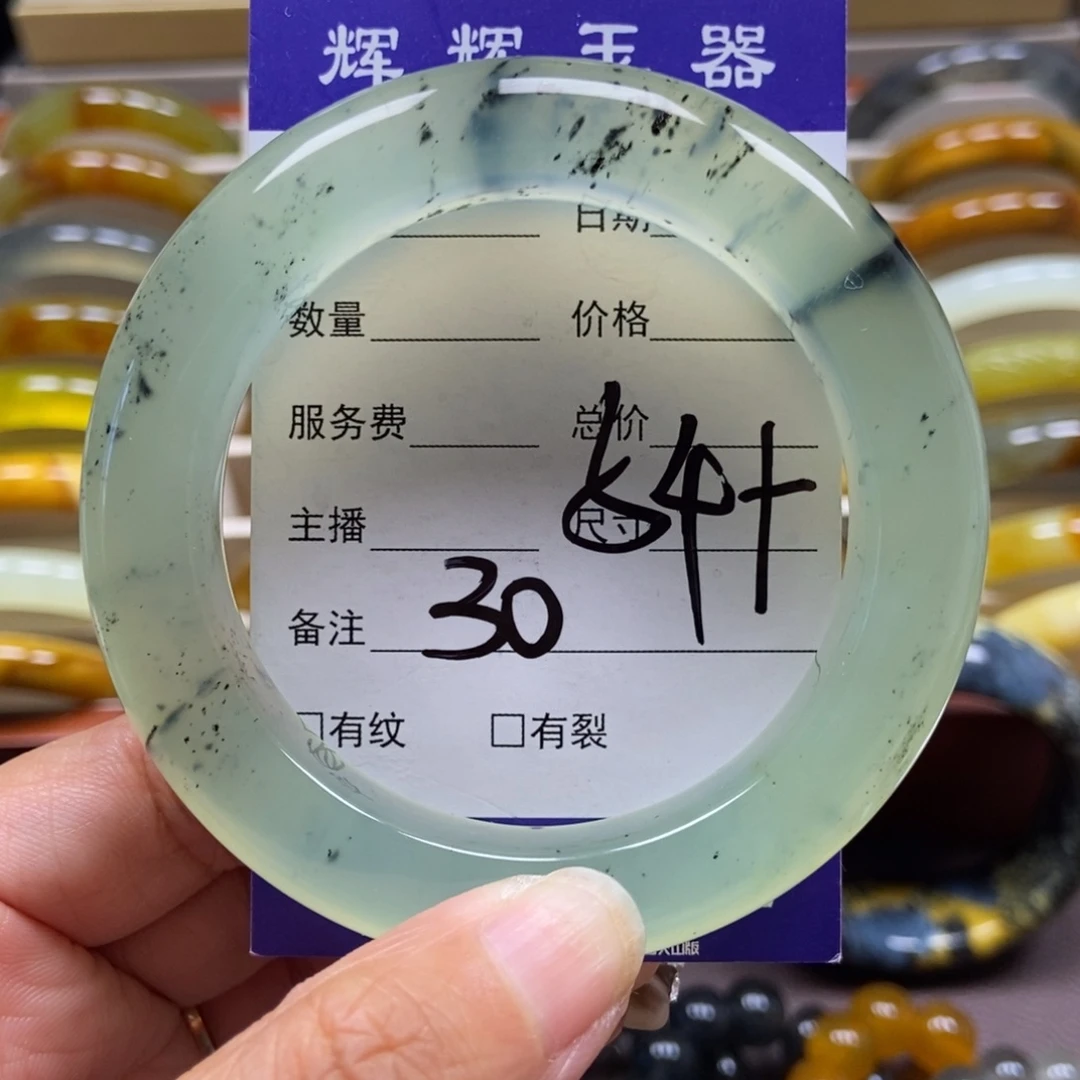 辉辉玉器
日期
数量 价格
服务费 总价
64+
主播 尺寸
30
备注
□有纹 □有裂